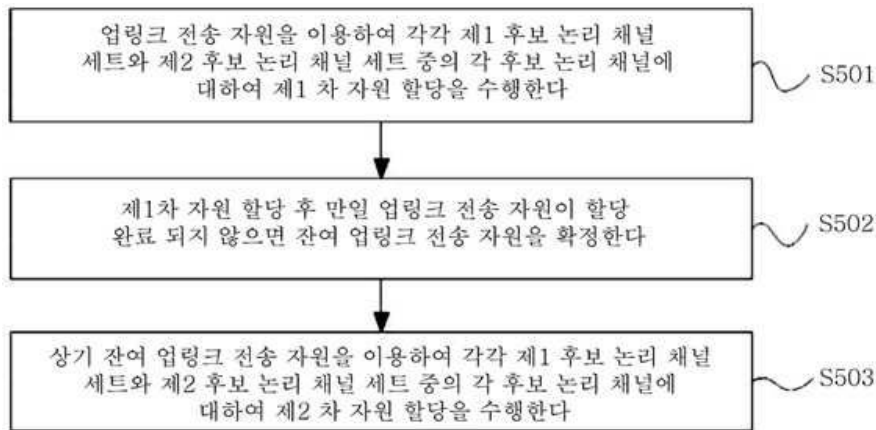 업링크 전송 자원을 이용하여 각각 제1 후보 논리 채널
세트와 제2 후보 논리 채널 세트 중의 각 후보 논리 채널에
대하여 제1 차 자원 할당을 수행한다
S501
제1차 자원 할당 후 만일 업링크 전송 자원이 할당
완료 되지 않으면 잔여 업링크 전송 자원을 확정한다
S502
상기 잔여 업링크 전송 자원을 이용하여 각각 제1 후보 논리 채널
세트와 제2 후보 논리 채널 세트 중의 각 후보 논리 채널에
대하여 제2 차 자원 할당을 수행한다
S503